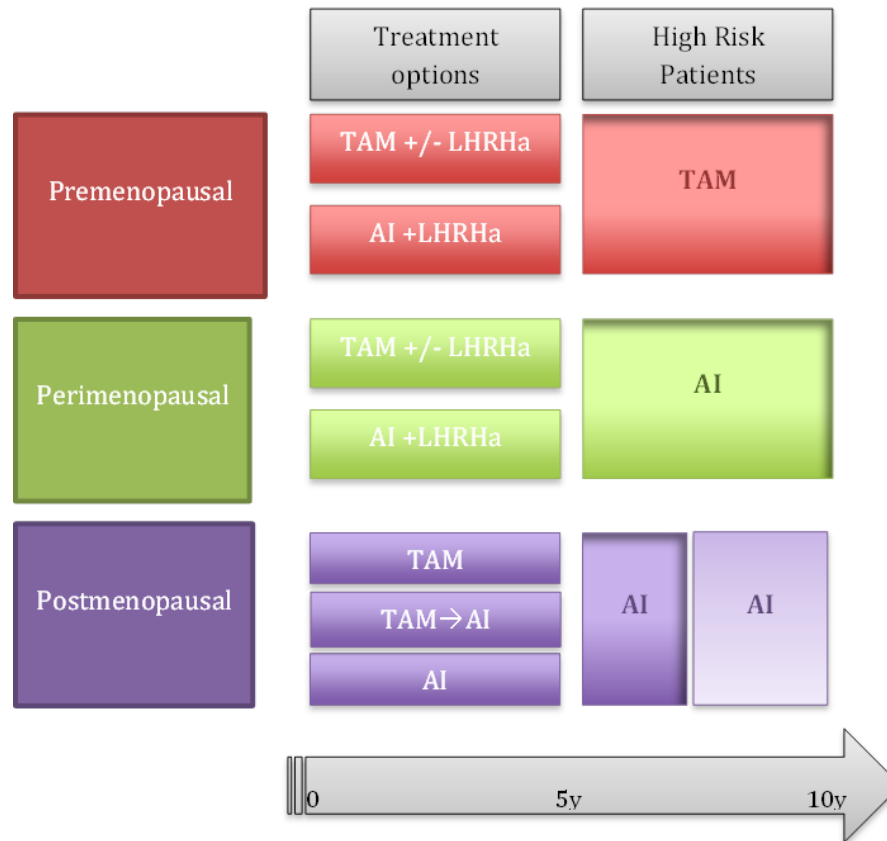 Treatment
options
High Risk
Patients
Premenopausal
TAM +/- LHRHa
AI +LHRHa
TAM
Perimenopausal
TAM +/- LHRHa
AI +LHRHa
AI
Postmenopausal
TAM
TAM→AI
AI
AI
AI
0
5y
10y